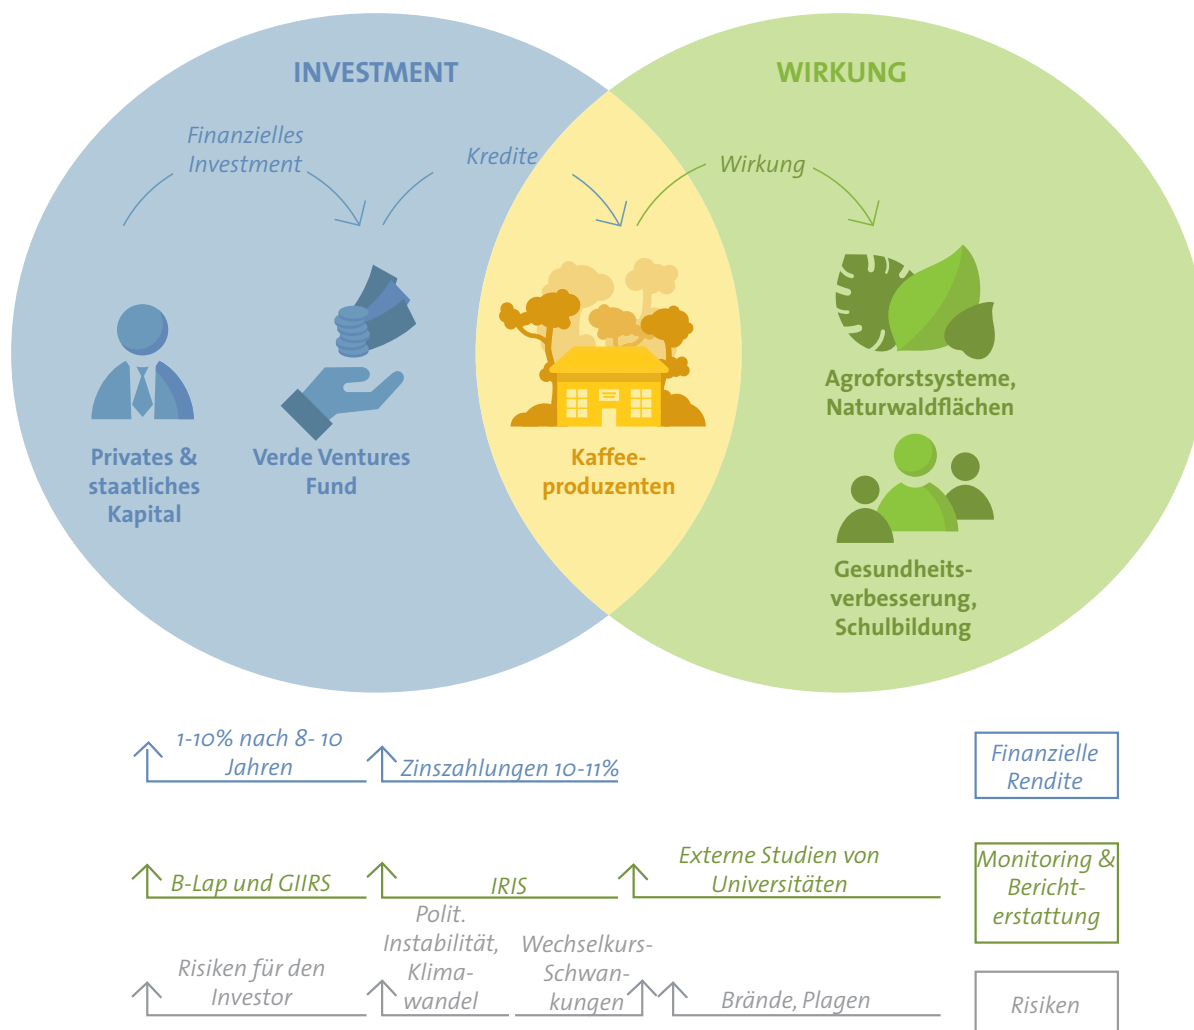 INVESTMENT
WIRKUNG
Finanzielles
Investment
Kredite
Wirkung
Privates &
staatliches
Kapital
Verde Ventures
Fund
Kaffee-
produzenten
Agroforstsysteme,
Naturwaldflächen
Gesundheits-
verbesserung,
Schulbildung
1-10% nach 8- 10
Jahren
Zinszahlungen 10-11%
Finanzielle
Rendite
B-Lap und GIIRS
IRIS
Externe Studien von
Universitäten
Monitoring &
Bericht-
erstattung
Risiken für den
Investor
Polit.
Instabilität,
Klima-
wandel
Wechselkurs-
Schwan-
kungen
Brände, Plagen
Risiken